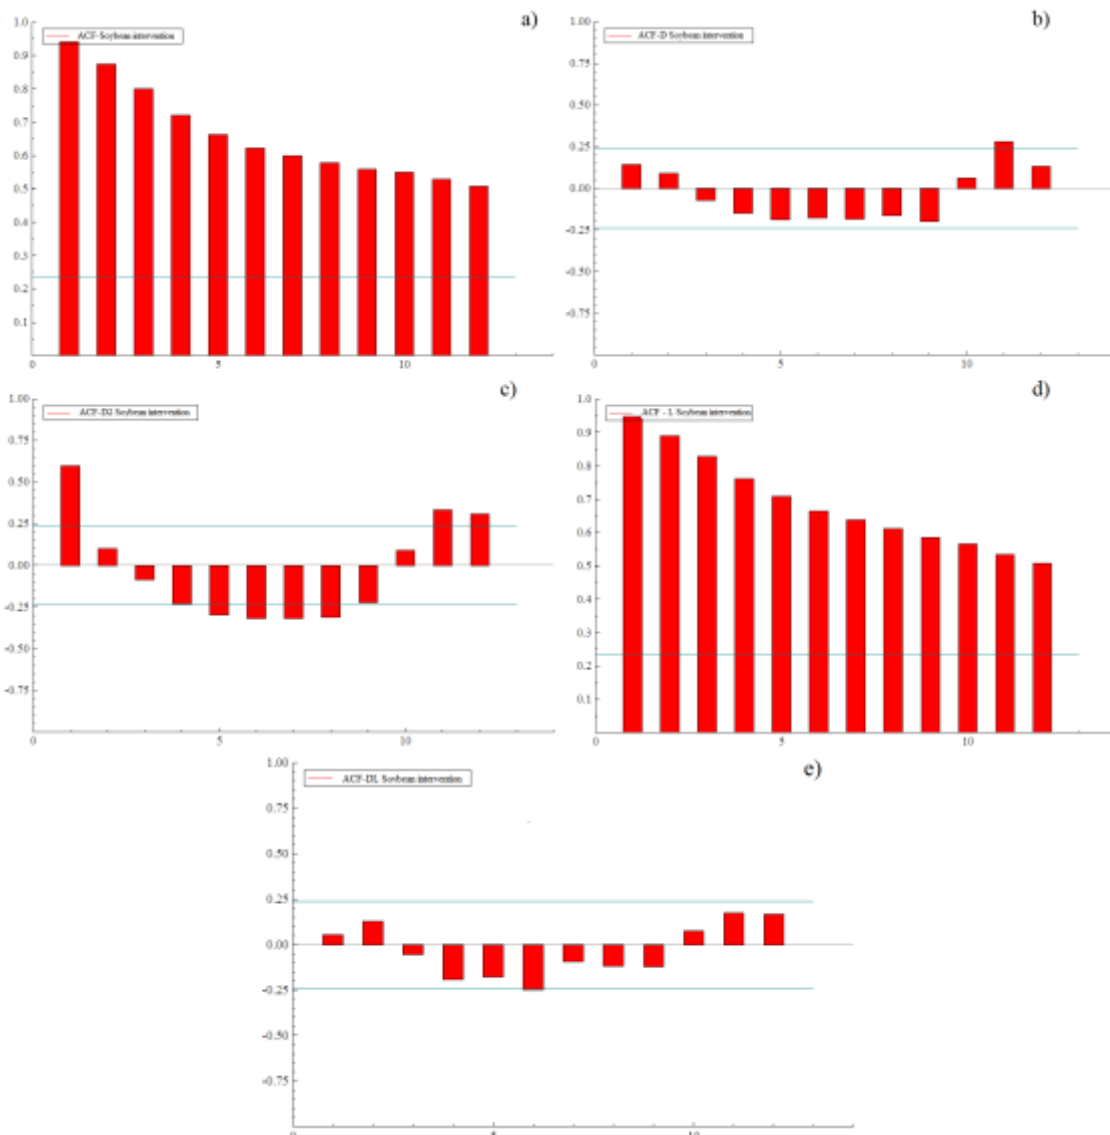 a)
ACF-Soybean intervention
1.0
0.9
0.8
0.7
0.6
0.5
0.4
0.3
0.2
0.1
0 5 10
b)
ACF-D Soybean intervention
1.00
0.75
0.50
0.25
0.00
-0.25
-0.50
-0.75
0 5 10
c)
ACF-D2 Soybean intervention
1.00
0.75
0.50
0.25
0.00
-0.25
-0.50
-0.75
0 5 10
d)
ACF - L Soybean intervention
1.0
0.9
0.8
0.7
0.6
0.5
0.4
0.3
0.2
0.1
0 5 10
e)
ACF-DL Soybean intervention
1.00
0.75
0.50
0.25
0.00
-0.25
-0.50
-0.75
0 5 10